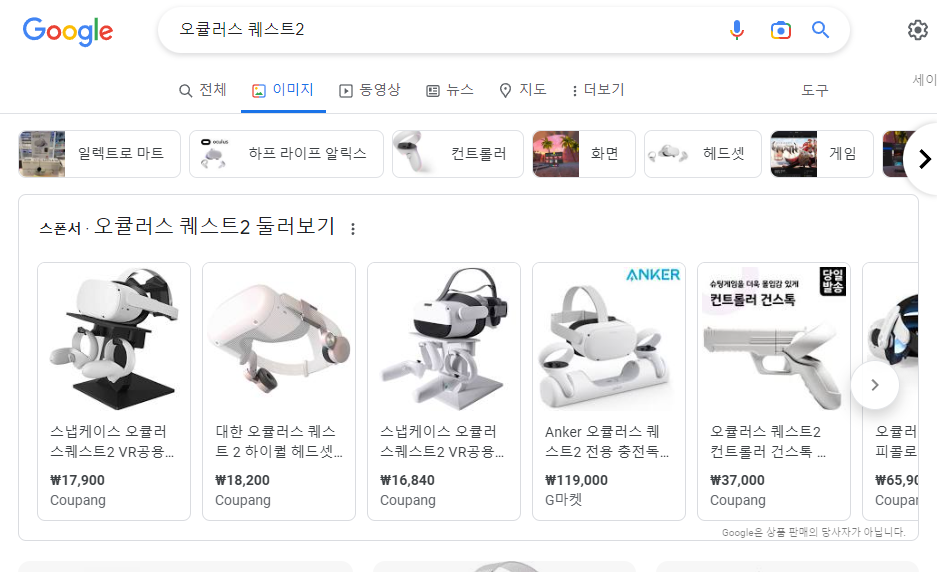 Google
오큘러스 퀘스트2
전체
이미지
동영상
뉴스
지도
더보기
도구
세이
일렉트로 마트
oculus
하프 라이프 알릭스
컨트롤러
화면
헤드셋
게임
스폰서 · 오큘러스 퀘스트2 둘러보기
스냅케이스 오큘러
스퀘스트2 VR공용…
₩17,900
Coupang
대한 오큘러스 퀘스
트 2 하이퀄 헤드셋…
₩18,200
Coupang
스냅케이스 오큘러
스퀘스트2 VR공용…
₩16,840
Coupang
ANKER
Anker 오큘러스 퀘
스트2 전용 충전독…
₩119,000
G마켓
슈팅게임을 더욱 몰입감 있게
컨트롤러 건스톡
당일
발송
오큘러스 퀘스트2
컨트롤러 건스톡 …
₩37,000
Coupang
오큘러
피콜로
₩65,90
Coupan
Google은 상품 판매의 당사자가 아닙니다.